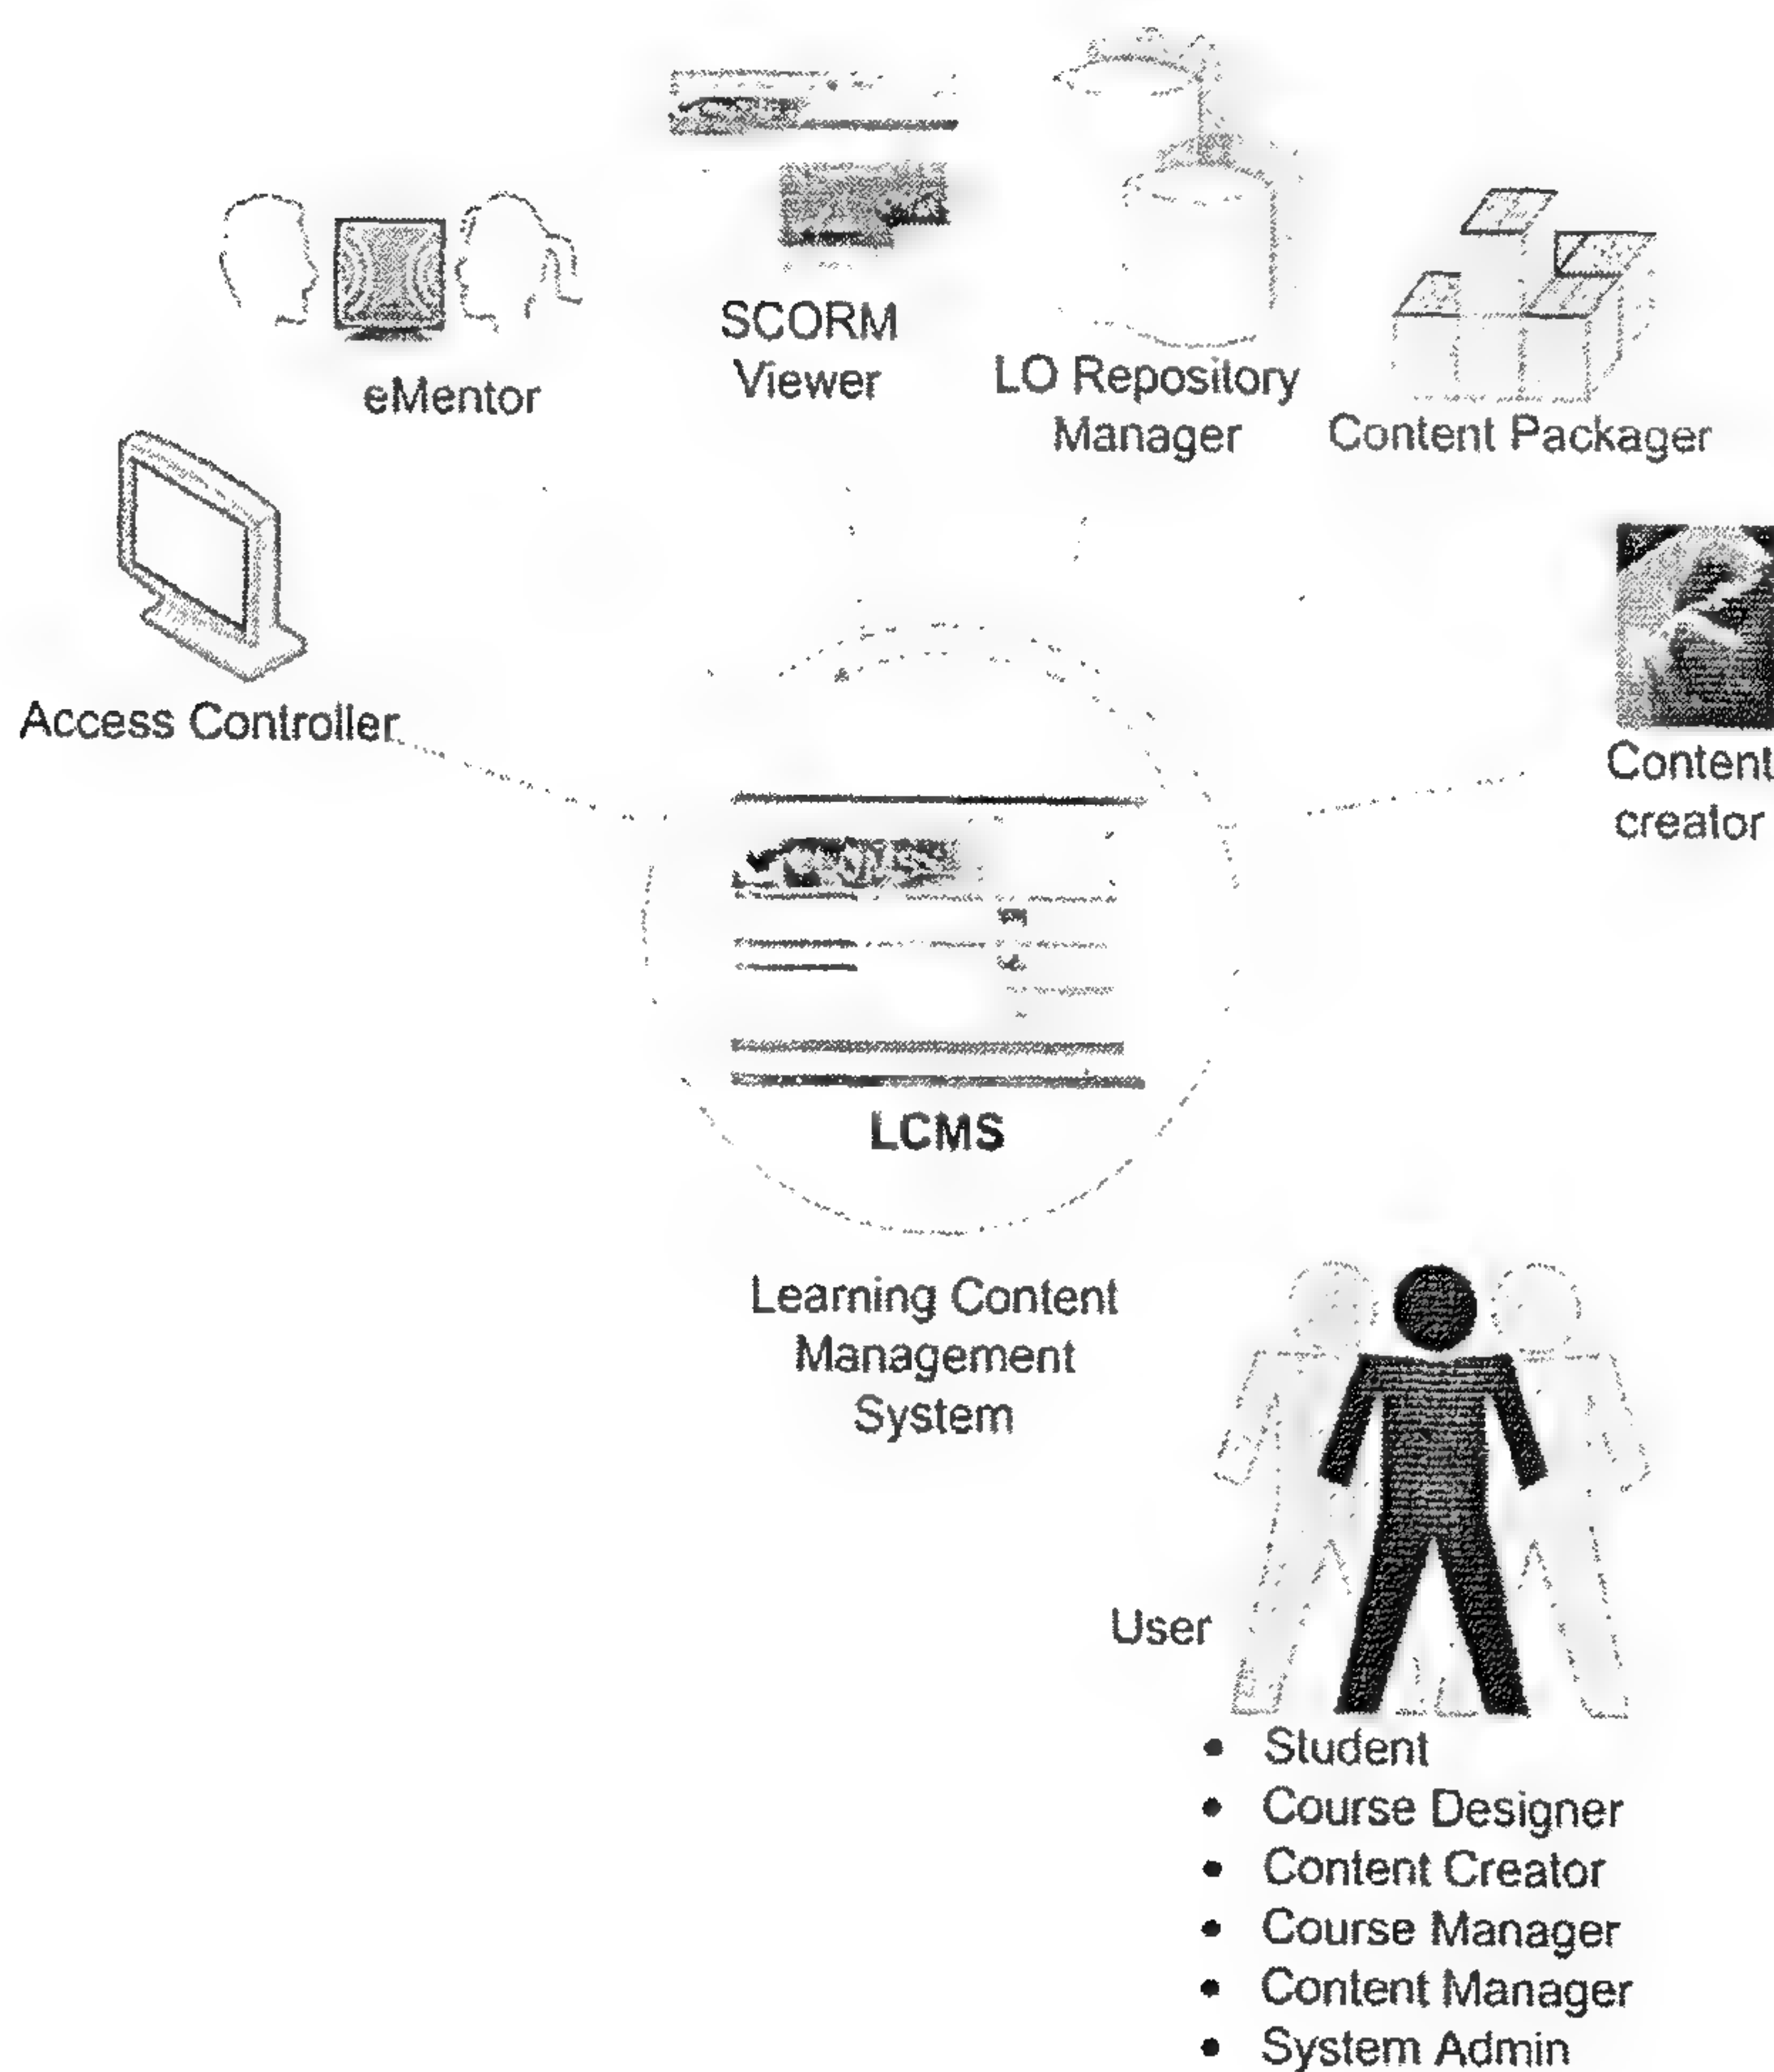 SCORM
Viewer
eMentor
LO Repository
Manager
Content Packager
Access Controller
Content
creator
LCMS
Learning Content
Management
System
User
• Student
• Course Designer
• Content Creator
• Course Manager
• Content Manager
• System Admin